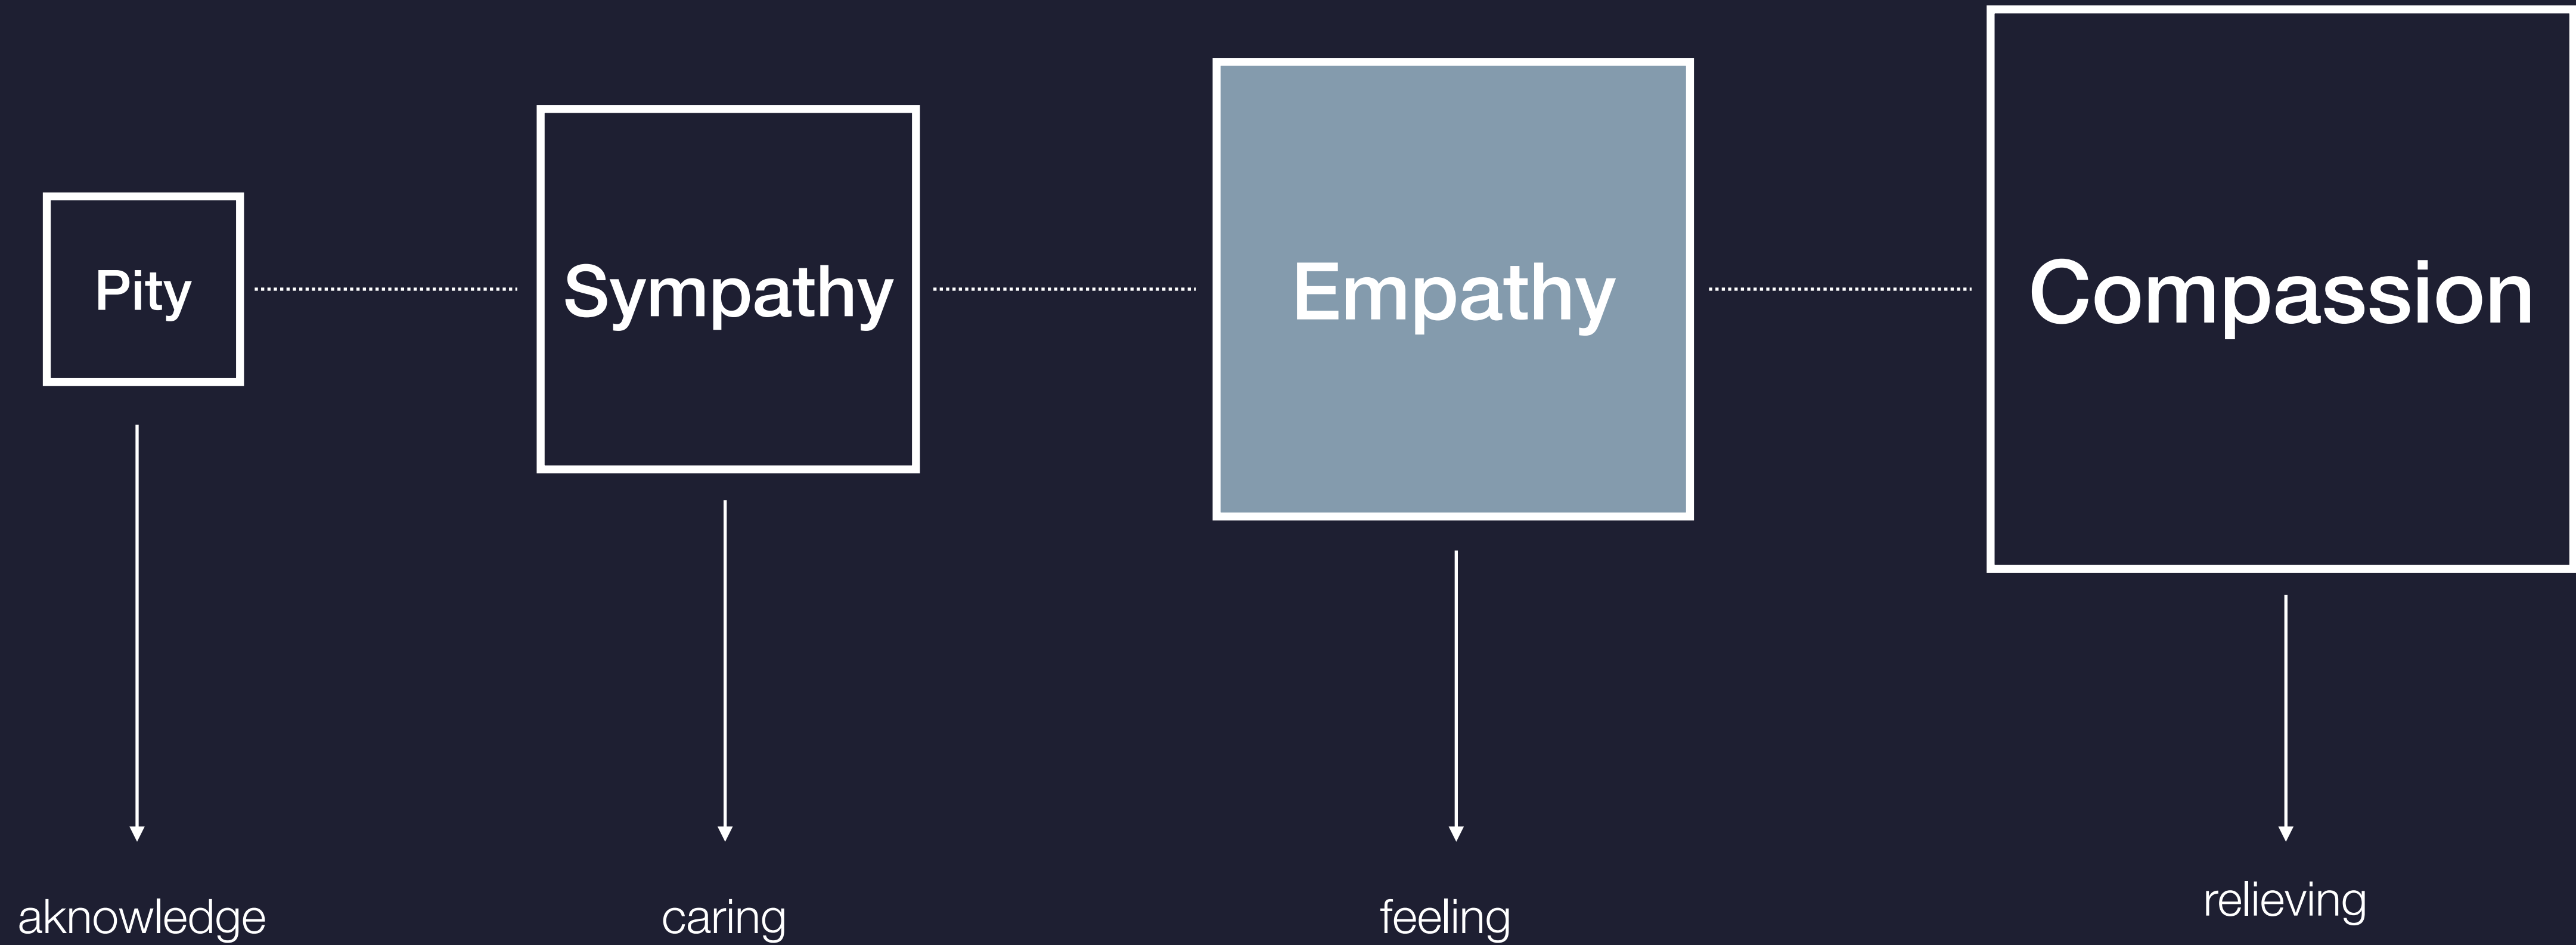 Pity
Sympathy
Empathy
Compassion
aknowledge
caring
feeling
relieving